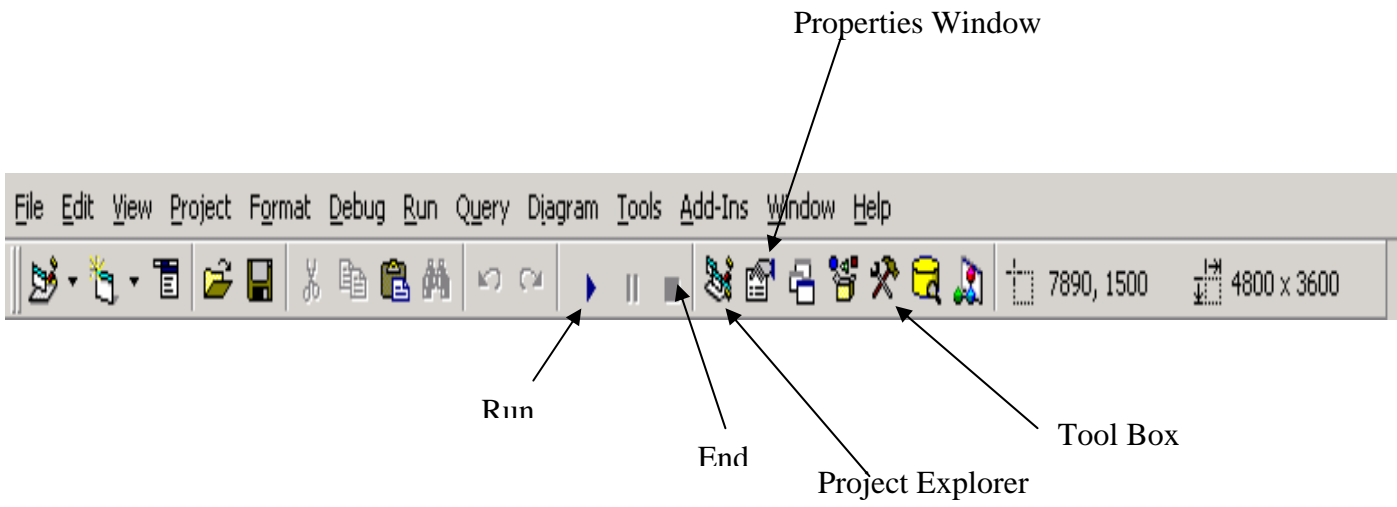 Properties Window
File Edit View Project Format Debug Run Query Diagram Tools Add-Ins Window Help
7890, 1500 4800 x 3600
Run
End
Tool Box
Project Explorer